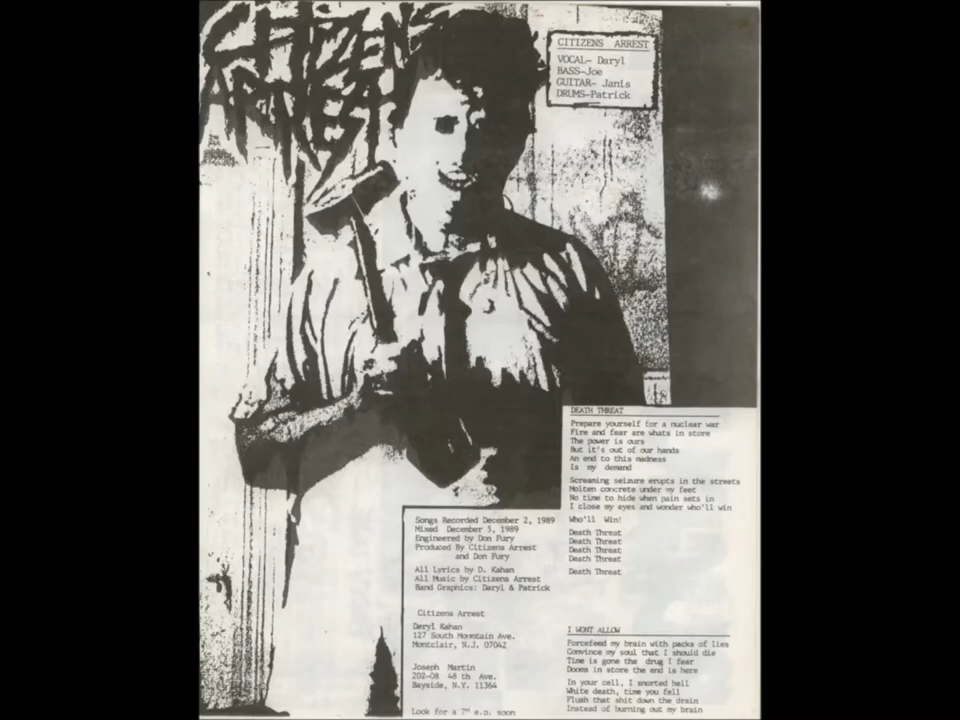 CITIZENS
ARREST
CITIZENS ARREST
VOCAL- Daryl
BASS-Joe
GUITAR- Janis
DRUMS-Patrick
DEATH THREAT
Prepare yourself for a nuclear war
Fire and fear are whats in store
The power is ours
But it's out of our hands
An end to this madness
Is my demand
Screaming seizure erupts in the streets
Molten concrete under my feet
No time to hide when pain sets in
I close my eyes and wonder who'll win
Who'll Win!
Death Threat
Death Threat
Death Threat
Death Threat
Death Threat
Songs Recorded December 2, 1989
Mixed December 3, 1989
Engineered by Don Fury
Produced By Citizens Arrest
and Don Fury
All Lyrics by D. Kahan
All Music by Citizens Arrest
Band Graphics: Daryl & Patrick
Citizens Arrest
Daryl Kahan
127 South Mountain Ave.
Montclair, N.J. 07042
Joseph Martin
202-08 48 th Ave.
Bayside, N.Y. 11364
Look for a 7" e.p. soon
I WONT ALLOW
Forcefeed my brain with packs of lies
Convince my soul that I should die
Time is gone the drug I fear
Dooms in store the end is here
In your cell, I snorted hell
White death, time you fell
Flush that shit down the drain
Instead of burning out my brain